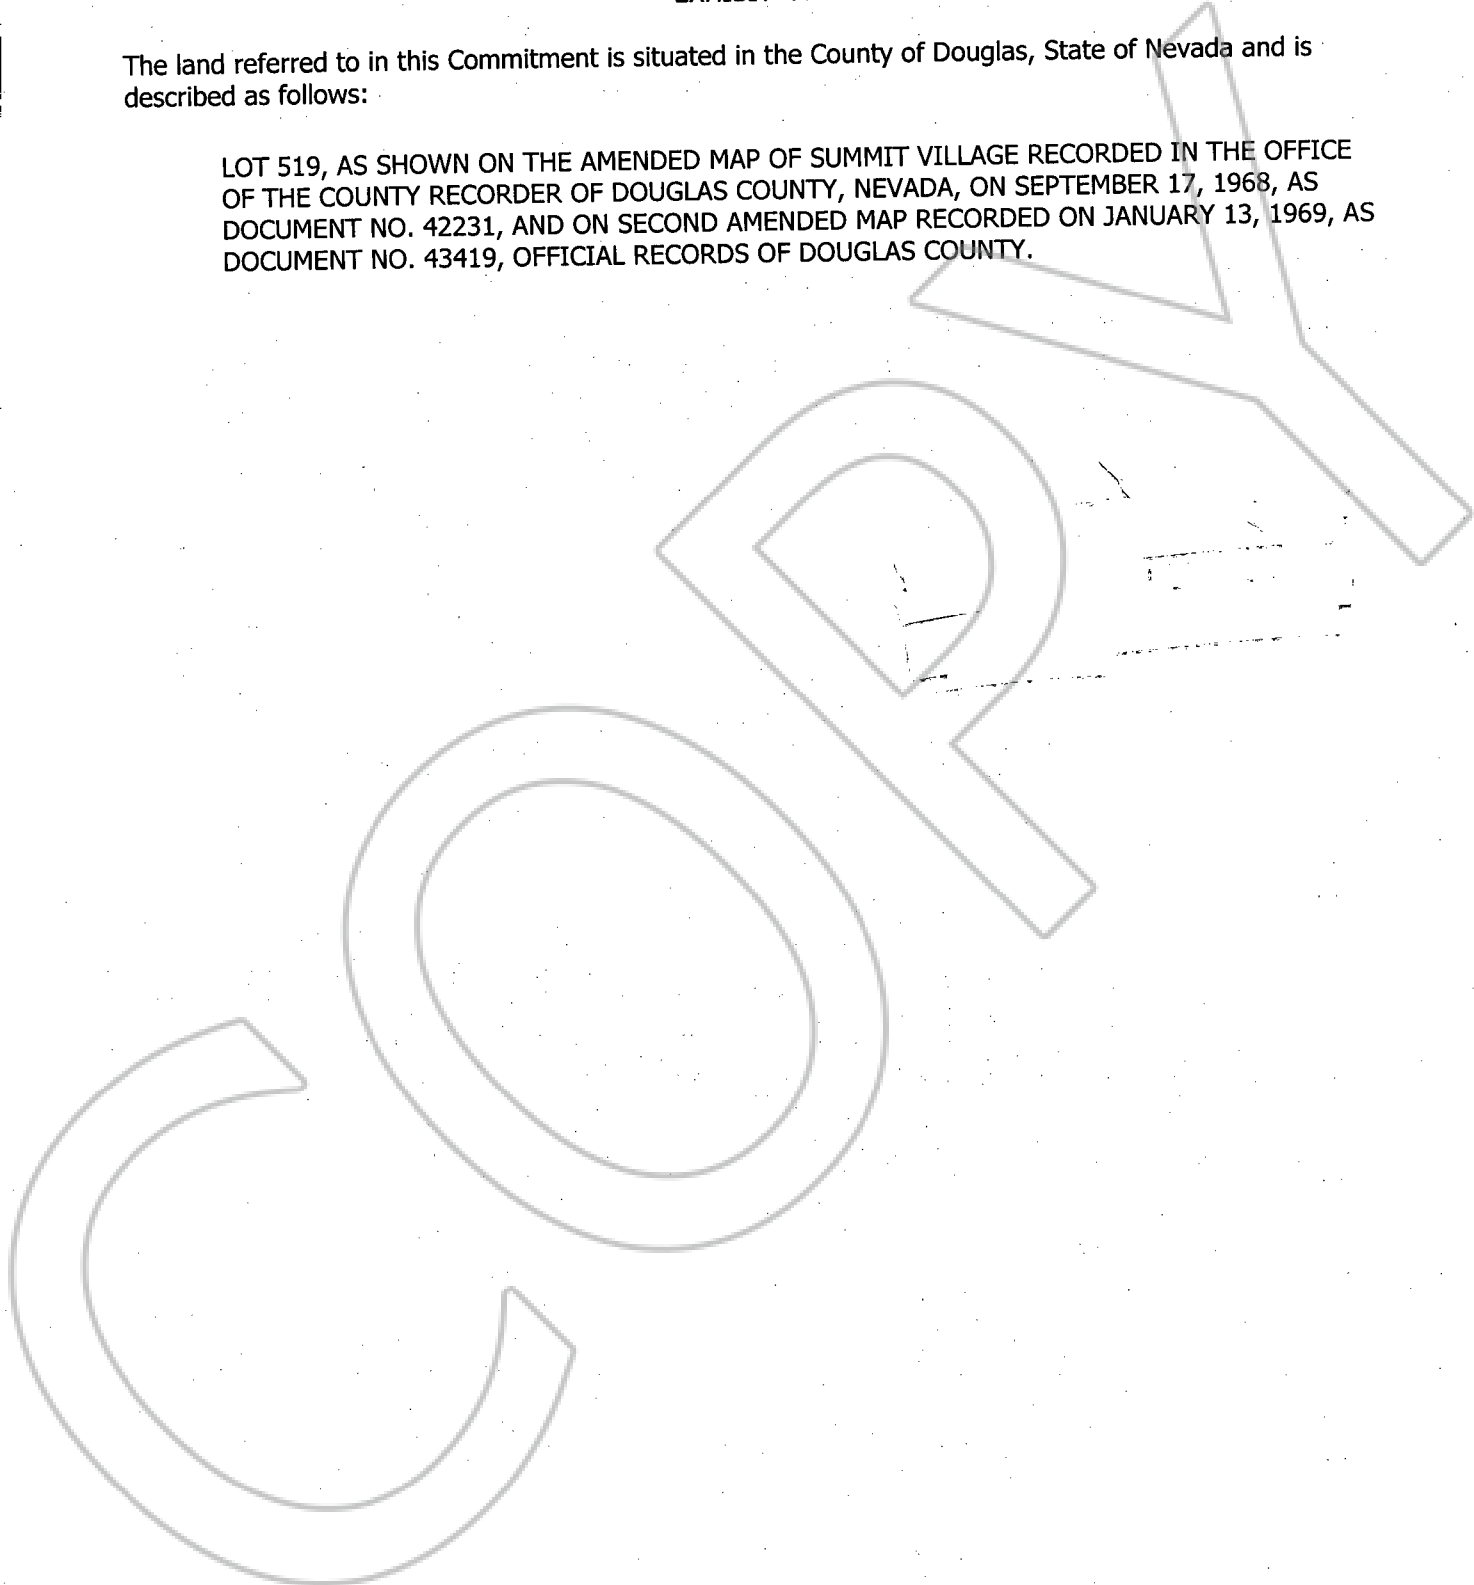 The land referred to in this Commitment is situated in the County of Douglas, State of Nevada and is
described as follows:
LOT 519, AS SHOWN ON THE AMENDED MAP OF SUMMIT VILLAGE RECORDED IN THE OFFICE
OF THE COUNTY RECORDER OF DOUGLAS COUNTY, NEVADA, ON SEPTEMBER 17, 1968, AS
DOCUMENT NO. 42231, AND ON SECOND AMENDED MAP RECORDED ON JANUARY 13, 1969, AS
DOCUMENT NO. 43419, OFFICIAL RECORDS OF DOUGLAS COUNTY.
COPY